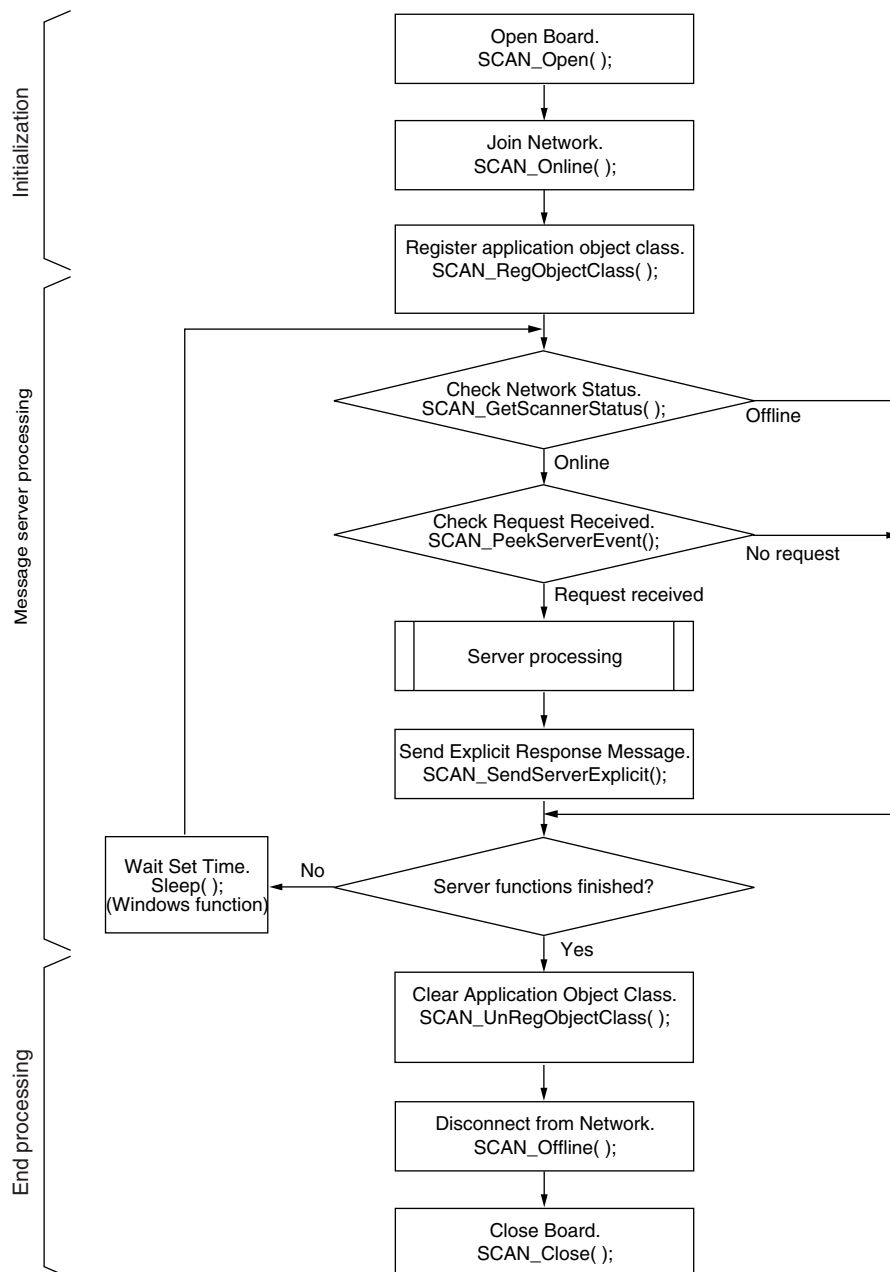 Initialization
Open Board.
SCAN_Open( );
Join Network.
SCAN_Online( );
Register application object class.
SCAN_RegObjectClass( );
Message server processing
Check Network Status.
SCAN_GetScannerStatus( );
Offline
Online
Check Request Received.
SCAN_PeekServerEvent();
No request
Request received
Server processing
Send Explicit Response Message.
SCAN_SendServerExplicit();
Wait Set Time.
Sleep( );
(Windows function)
No
Server functions finished?
Yes
End processing
Clear Application Object Class.
SCAN_UnRegObjectClass( );
Disconnect from Network.
SCAN_Offline( );
Close Board.
SCAN_Close( );